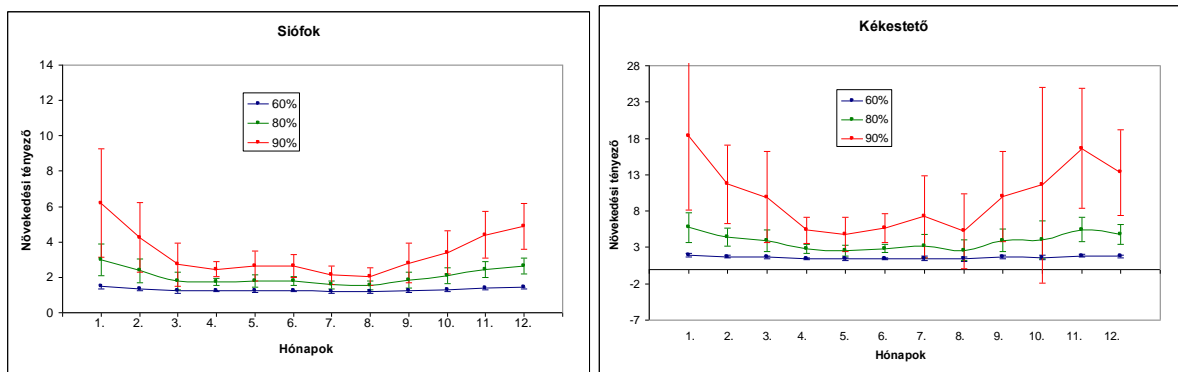 Siófok
Növekedési tényező
14
12
10
8
6
4
2
0
60%
80%
90%
1. 2. 3. 4. 5. 6. 7. 8. 9. 10. 11. 12.
Hónapok
Kékestető
Növekedési tényező
28
23
18
13
8
3
-2
-7
60%
80%
90%
1. 2. 3. 4. 5. 6. 7. 8. 9. 10. 11. 12.
Hónapok